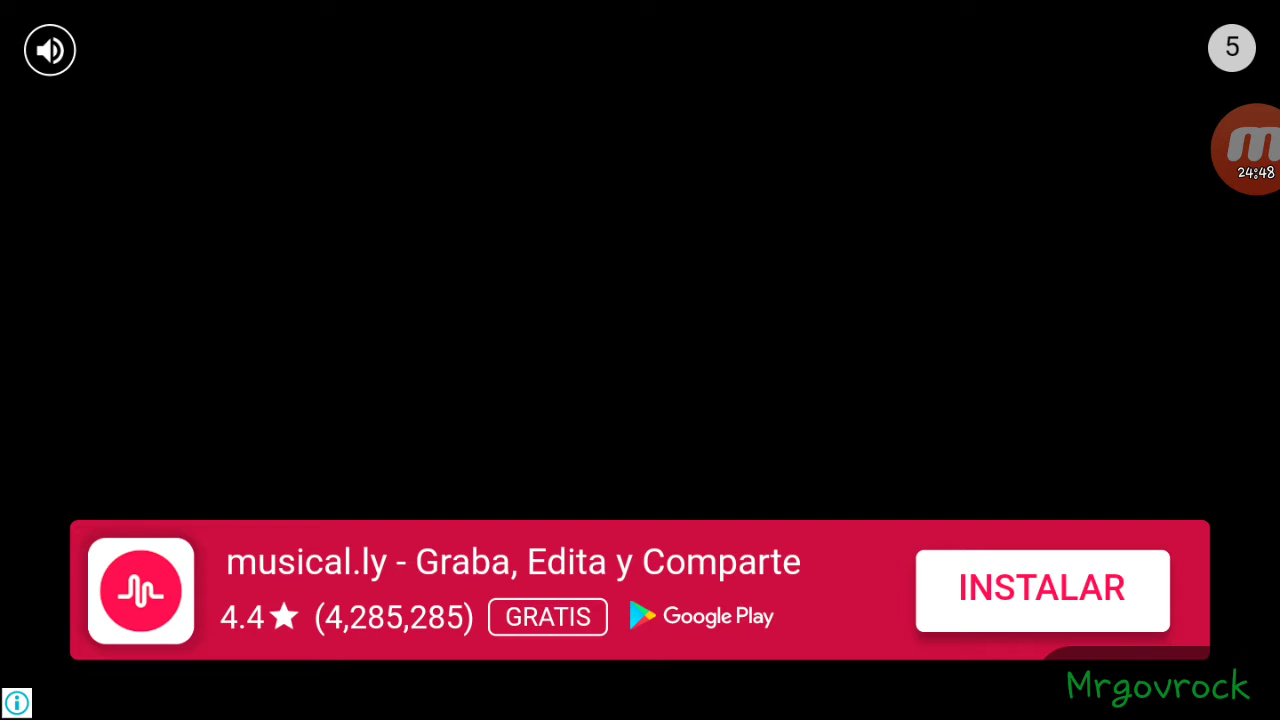 5
24:48
musical.ly - Graba, Edita y Comparte
4.4★ (4,285,285) GRATIS Google Play
INSTALAR
Mrgovrock